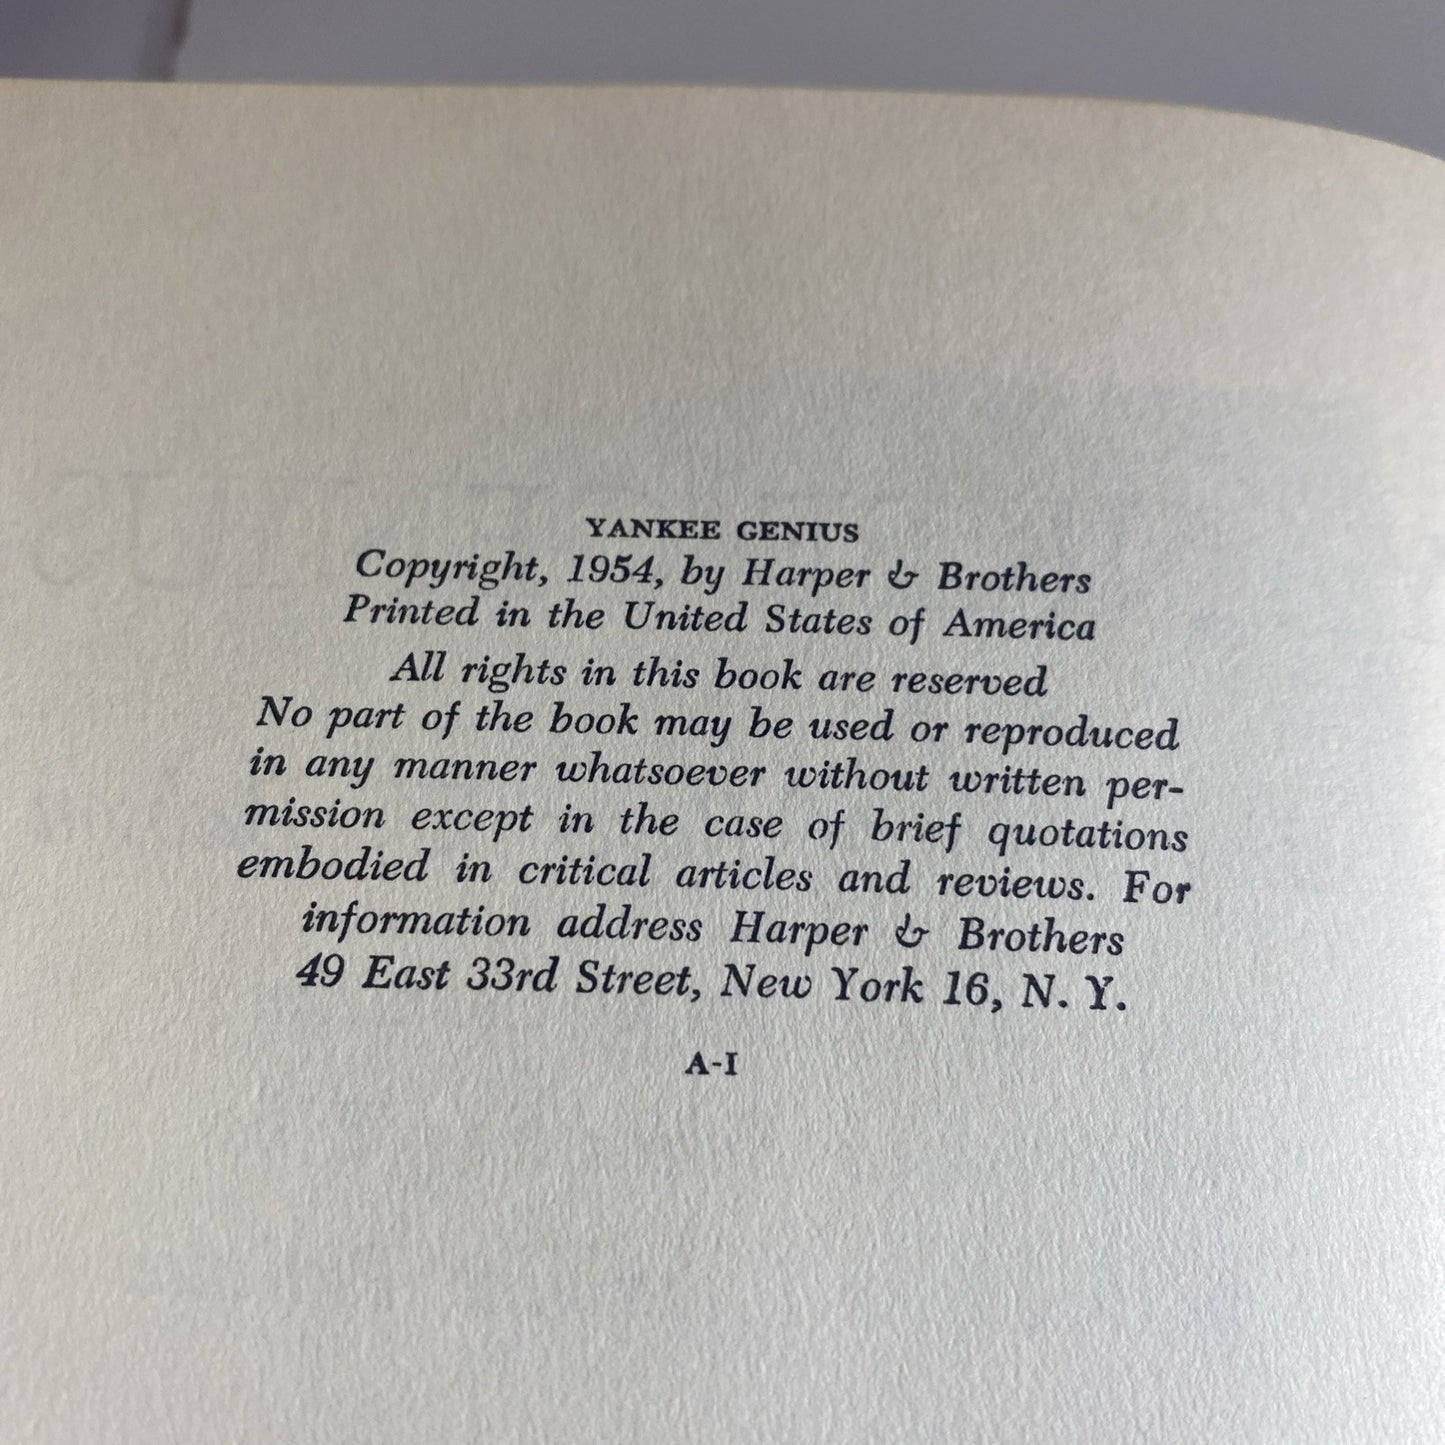 YANKEE GENIUS
Copyright, 1954, by Harper & Brothers
Printed in the United States of America
All rights in this book are reserved
No part of the book may be used or reproduced
in any manner whatsoever without written per-
mission except in the case of brief quotations
embodied in critical articles and reviews. For
information address Harper & Brothers
49 East 33rd Street, New York 16, N. Y.
A-I